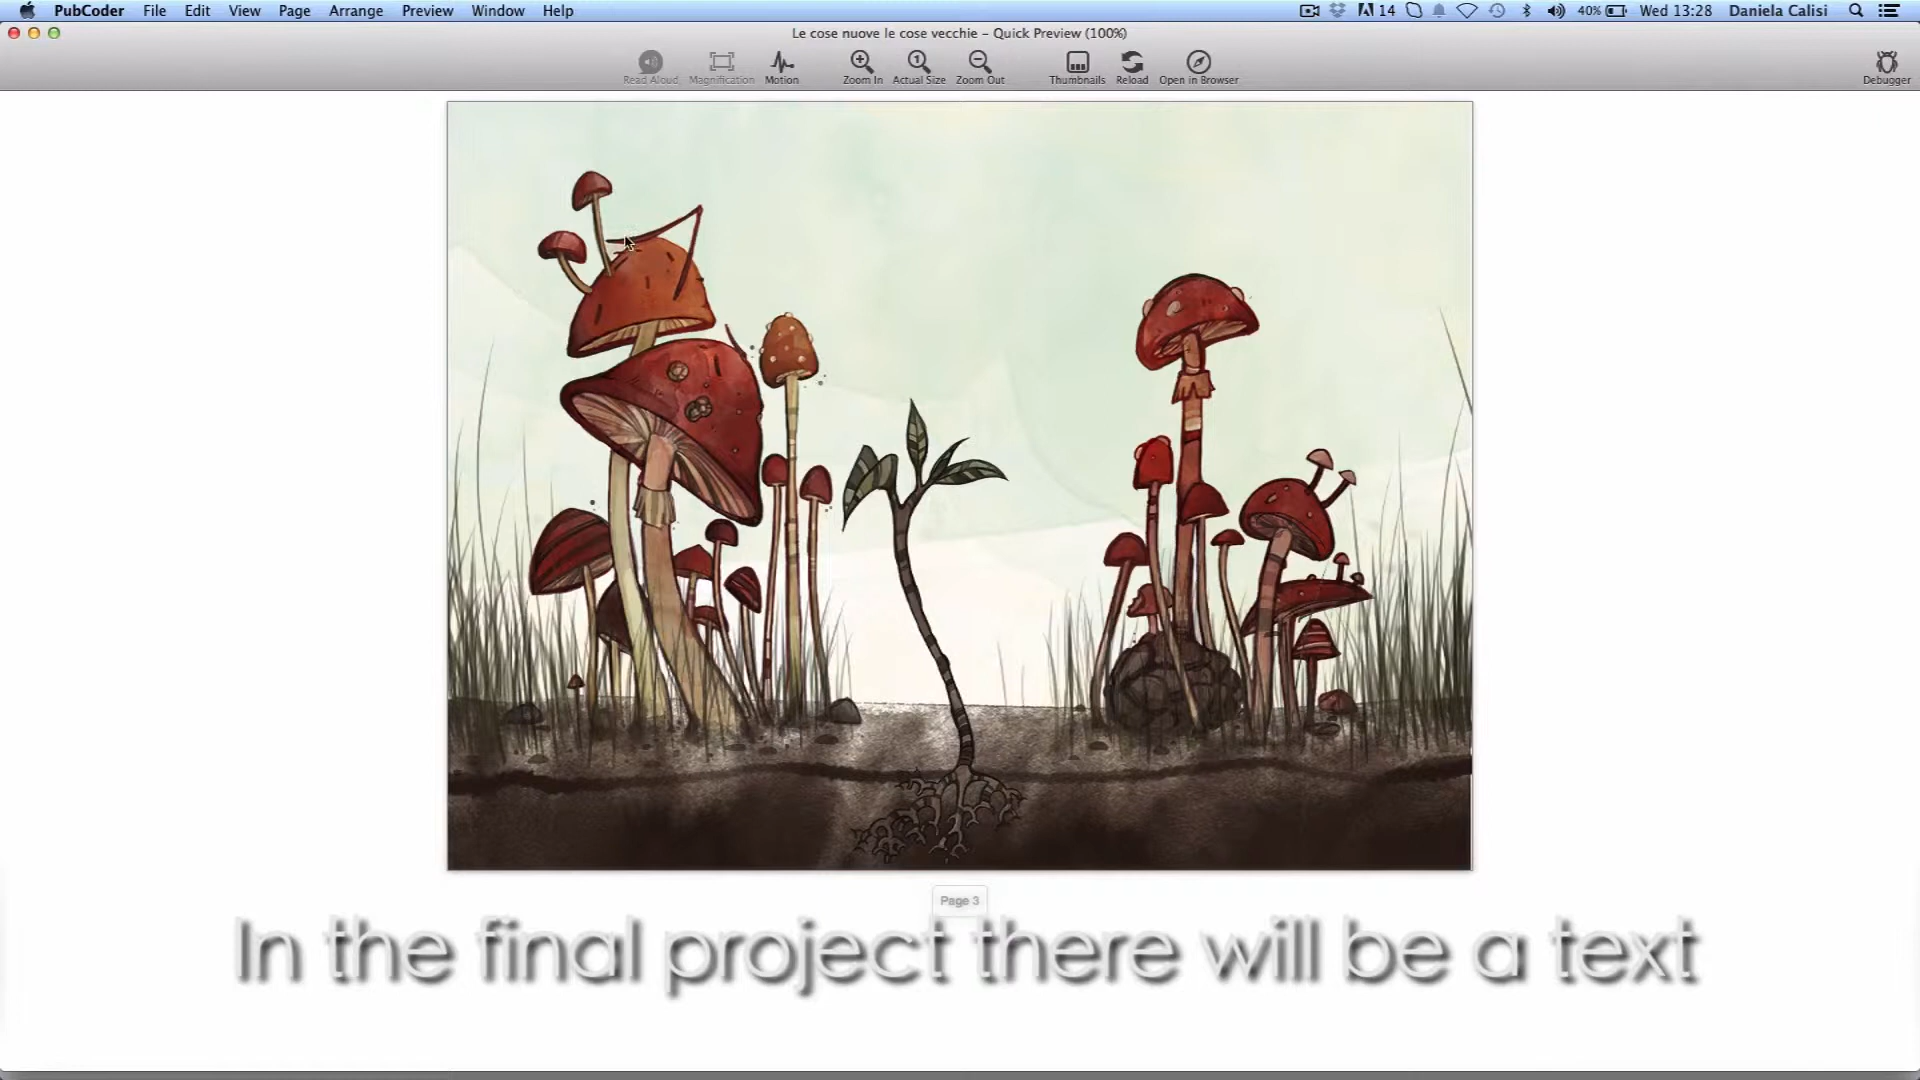 PubCoder File Edit View Page Arrange Preview Window Help 14 40% Wed 13:28 Daniela Calisi
Le cose nuove le cose vecchie – Quick Preview (100%)
Read Aloud Magnification Motion Zoom In Actual Size Zoom Out Thumbnails Reload Open in Browser Debugger
Page 3
In the final project there will be a text